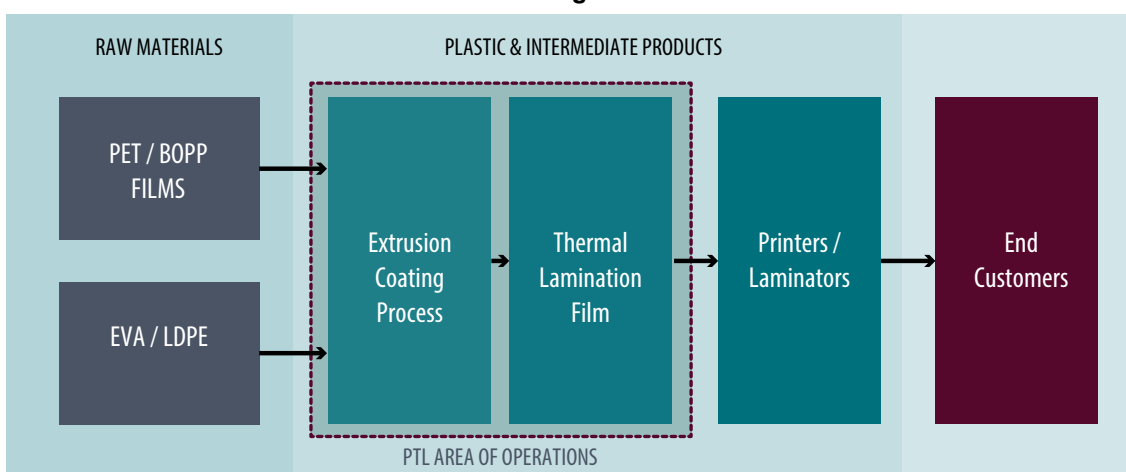 RAW MATERIALS
PLASTIC & INTERMEDIATE PRODUCTS
PET / BOPP
FILMS
EVA / LDPE
Extrusion
Coating
Process
Thermal
Lamination
Film
Printers /
Laminators
End
Customers
PTL AREA OF OPERATIONS